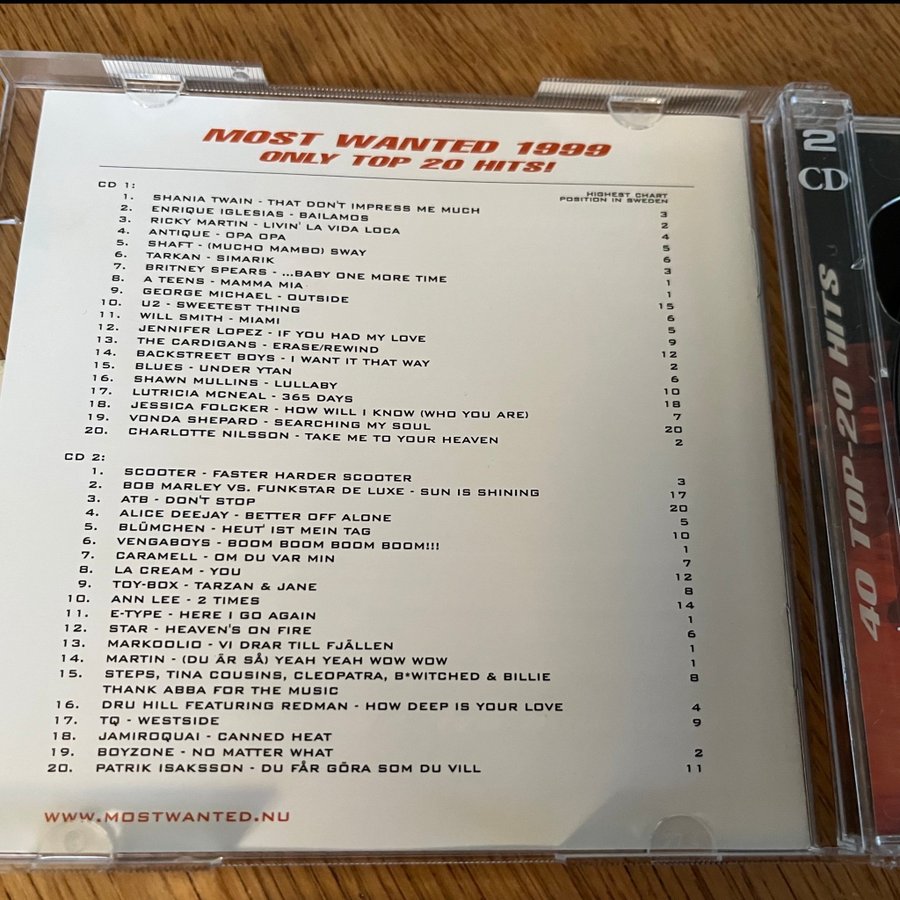 MOST WANTED 1999
ONLY TOP 20 HITS!
HIGHEST CHART
POSITION IN SWEDEN
CD 1:
1. SHANIA TWAIN - THAT DON'T IMPRESS ME MUCH 3
2. ENRIQUE IGLESIAS - BAILAMOS 2
3. RICKY MARTIN - LIVIN' LA VIDA LOCA 4
4. ANTIQUE - OPA OPA 5
5. SHAFT - (MUCHO MAMBO) SWAY 6
6. TARKAN - SIMARIK 3
7. BRITNEY SPEARS - ...BABY ONE MORE TIME 1
8. A TEENS - MAMMA MIA 1
9. GEORGE MICHAEL - OUTSIDE 15
10. U2 - SWEETEST THING 6
11. WILL SMITH - MIAMI 5
12. JENNIFER LOPEZ - IF YOU HAD MY LOVE 9
13. THE CARDIGANS - ERASE/REWIND 12
14. BACKSTREET BOYS - I WANT IT THAT WAY 2
15. BLUES - UNDER YTAN 6
16. SHAWN MULLINS - LULLABY 10
17. LUTRICIA MCNEAL - 365 DAYS 18
18. JESSICA FOLCKER - HOW WILL I KNOW (WHO YOU ARE) 7
19. VONDA SHEPARD - SEARCHING MY SOUL 20
20. CHARLOTTE NILSSON - TAKE ME TO YOUR HEAVEN 2
CD 2:
1. SCOOTER - FASTER HARDER SCOOTER 3
2. BOB MARLEY VS. FUNKSTAR DE LUXE - SUN IS SHINING 17
3. ATB - DON'T STOP 20
4. ALICE DEEJAY - BETTER OFF ALONE 5
5. BLÜMCHEN - HEUT' IST MEIN TAG 10
6. VENGABOYS - BOOM BOOM BOOM BOOM!!! 1
7. CARAMELL - OM DU VAR MIN 7
8. LA CREAM - YOU 12
9. TOY-BOX - TARZAN & JANE 8
10. ANN LEE - 2 TIMES 14
11. E-TYPE - HERE I GO AGAIN 1
12. STAR - HEAVEN'S ON FIRE 6
13. MARKOOLIO - VI DRAR TILL FJÄLLEN 1
14. MARTIN - (DU ÄR SÅ) YEAH YEAH WOW WOW 1
15. STEPS, TINA COUSINS, CLEOPATRA, B*WITCHED & BILLIE 8
THANK ABBA FOR THE MUSIC
16. DRU HILL FEATURING REDMAN - HOW DEEP IS YOUR LOVE 4
17. TQ - WESTSIDE 9
18. JAMIROQUAI - CANNED HEAT
19. BOYZONE - NO MATTER WHAT 2
20. PATRIK ISAKSSON - DU FÅR GÖRA SOM DU VILL 11
WWW.MOSTWANTED.NU
2
CD
40 TOP-20 HITS